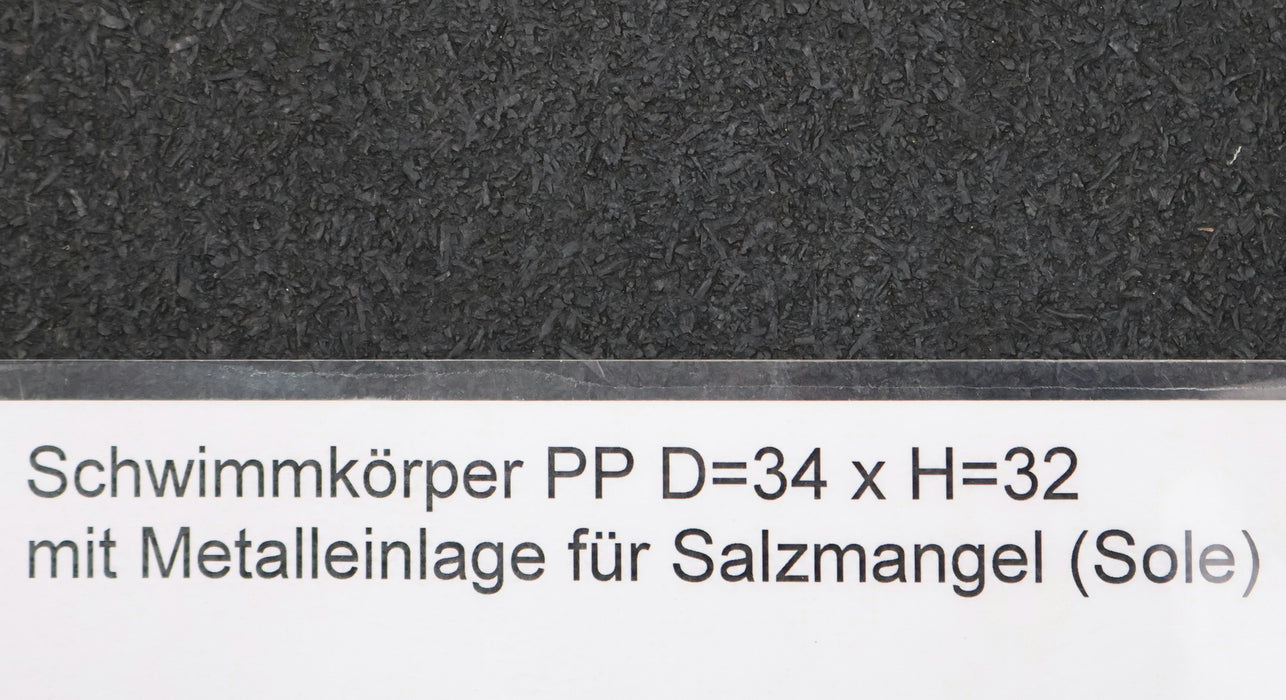 Schwimmkörper PP D=34 x H=32
mit Metalleinlage für Salzmangel (Sole)